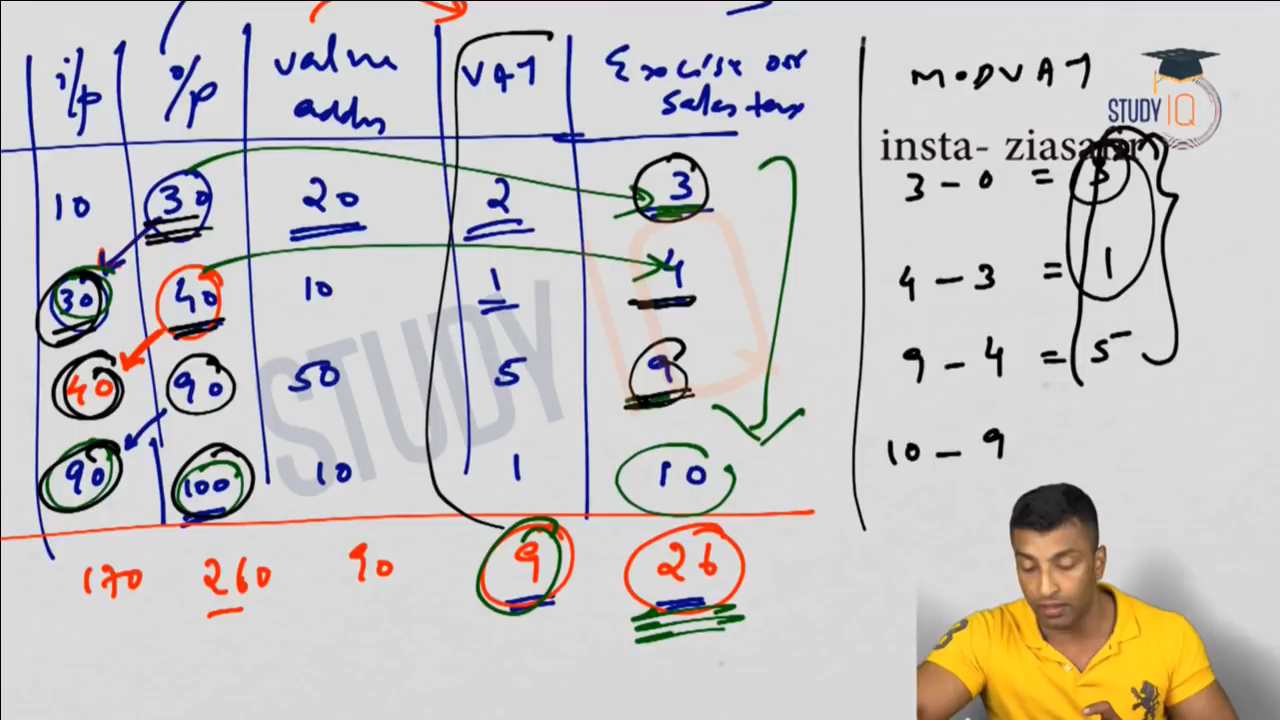 i/p o/p value VAT Excise or
addn sales tax
10 30 20 2 3
30 40 10 1 4
40 90 50 5 9
90 100 10 1 10
170 260 90 9 26
MODVAT
STUDY IQ
insta- ziasafari
3 - 0 = 3
4 - 3 = 1
9 - 4 = 5
10 - 9
STUDY IQ